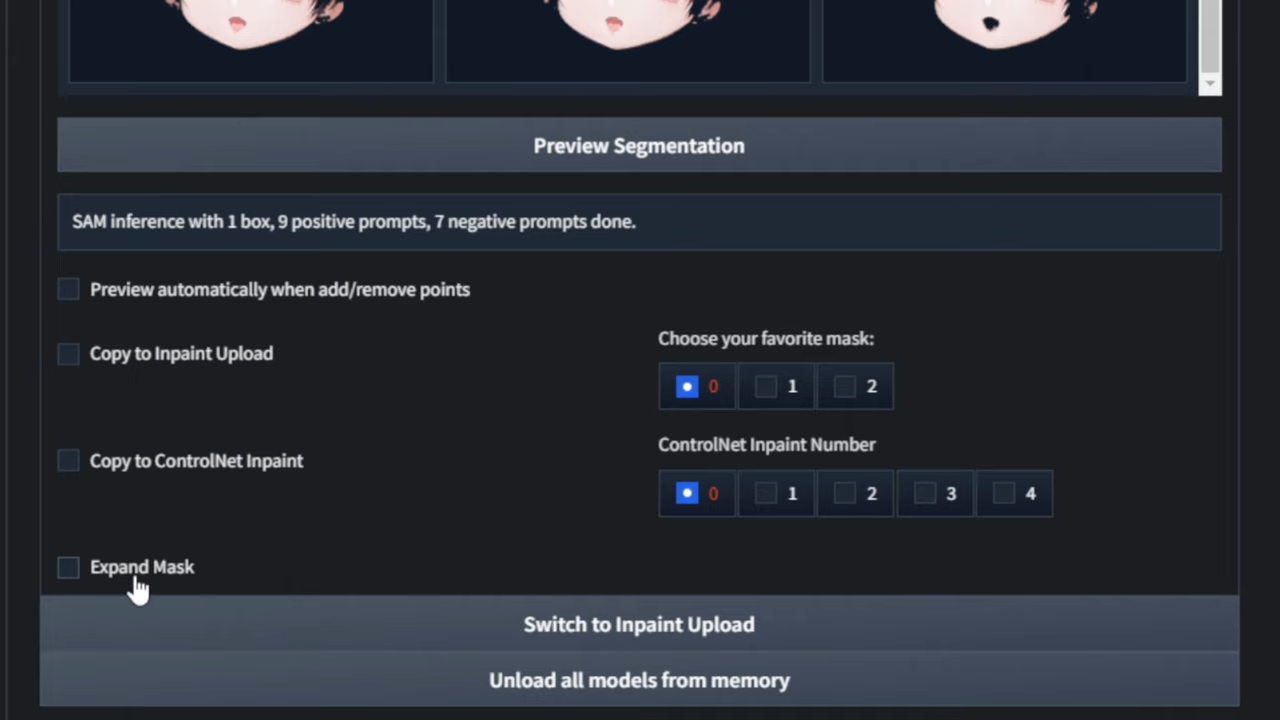 Preview Segmentation
SAM inference with 1 box, 9 positive prompts, 7 negative prompts done.
Preview automatically when add/remove points
Copy to Inpaint Upload
Choose your favorite mask:
0 1 2
Copy to ControlNet Inpaint
ControlNet Inpaint Number
0 1 2 3 4
Expand Mask
Switch to Inpaint Upload
Unload all models from memory